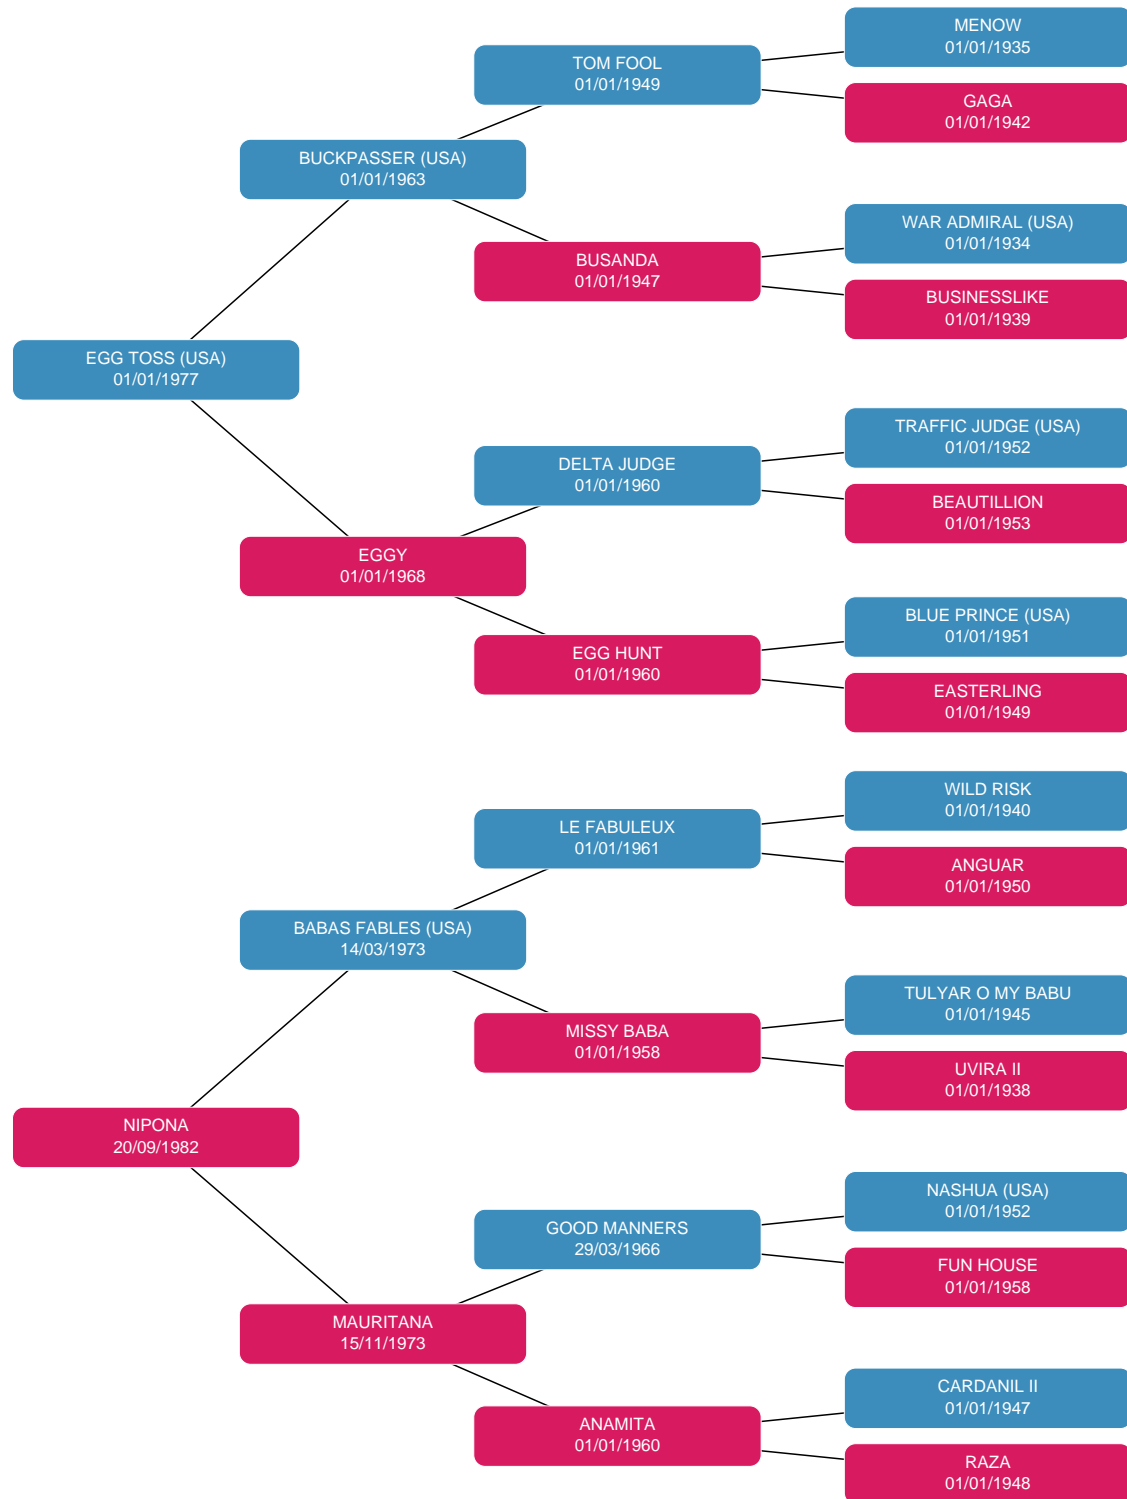 MENOW
01/01/1935
TOM FOOL
01/01/1949
GAGA
01/01/1942
BUCKPASSER (USA)
01/01/1963
WAR ADMIRAL (USA)
01/01/1934
BUSANDA
01/01/1947
BUSINESSLIKE
01/01/1939
EGG TOSS (USA)
01/01/1977
TRAFFIC JUDGE (USA)
01/01/1952
DELTA JUDGE
01/01/1960
BEAUTILLION
01/01/1953
EGGY
01/01/1968
BLUE PRINCE (USA)
01/01/1951
EGG HUNT
01/01/1960
EASTERLING
01/01/1949
WILD RISK
01/01/1940
LE FABULEUX
01/01/1961
ANGUAR
01/01/1950
BABAS FABLES (USA)
14/03/1973
TULYAR O MY BABU
01/01/1945
MISSY BABA
01/01/1958
UVIRA II
01/01/1938
NIPONA
20/09/1982
NASHUA (USA)
01/01/1952
GOOD MANNERS
29/03/1966
FUN HOUSE
01/01/1958
MAURITANA
15/11/1973
CARDANIL II
01/01/1947
ANAMITA
01/01/1960
RAZA
01/01/1948